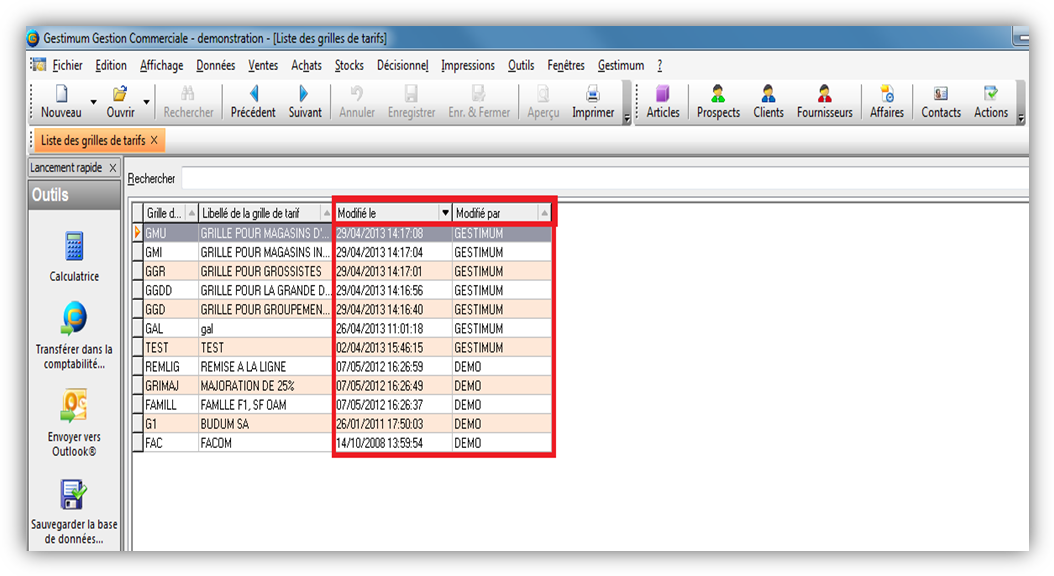 Gestimum Gestion Commerciale - demonstration - [Liste des grilles de tarifs]
Fichier Edition Affichage Données Ventes Achats Stocks Décisionnel Impressions Outils Fenêtres Gestimum ?
Nouveau Ouvrir Rechercher Précédent Suivant Annuler Enregistrer Enr. & Fermer Aperçu Imprimer Articles Prospects Clients Fournisseurs Affaires Contacts Actions
Liste des grilles de tarifs X
Lancement rapide X
Rechercher
Outils
Calculatrice
Transférer dans la
comptabilité...
Envoyer vers
Outlook®
Sauvegarder la base
de données...
Grille d... Libellé de la grille de tarif Modifié le Modifié par
GMU GRILLE POUR MAGASINS D'... 29/04/2013 14:17:08 GESTIMUM
GMI GRILLE POUR MAGASINS IN... 29/04/2013 14:17:04 GESTIMUM
GGR GRILLE POUR GROSSISTES 29/04/2013 14:17:01 GESTIMUM
GGDD GRILLE POUR LA GRANDE D... 29/04/2013 14:16:56 GESTIMUM
GGD GRILLE POUR GROUPEMEN... 29/04/2013 14:16:40 GESTIMUM
GAL gal 26/04/2013 11:01:18 GESTIMUM
TEST TEST 02/04/2013 15:46:15 GESTIMUM
REMLIG REMISE A LA LIGNE 07/05/2012 16:26:59 DEMO
GRIMAJ MAJORATION DE 25% 07/05/2012 16:26:49 DEMO
FAMILL FAMLLE F1, SF OAM 07/05/2012 16:26:37 DEMO
G1 BUDUM SA 26/01/2011 17:50:03 DEMO
FAC FACOM 14/10/2008 13:59:54 DEMO